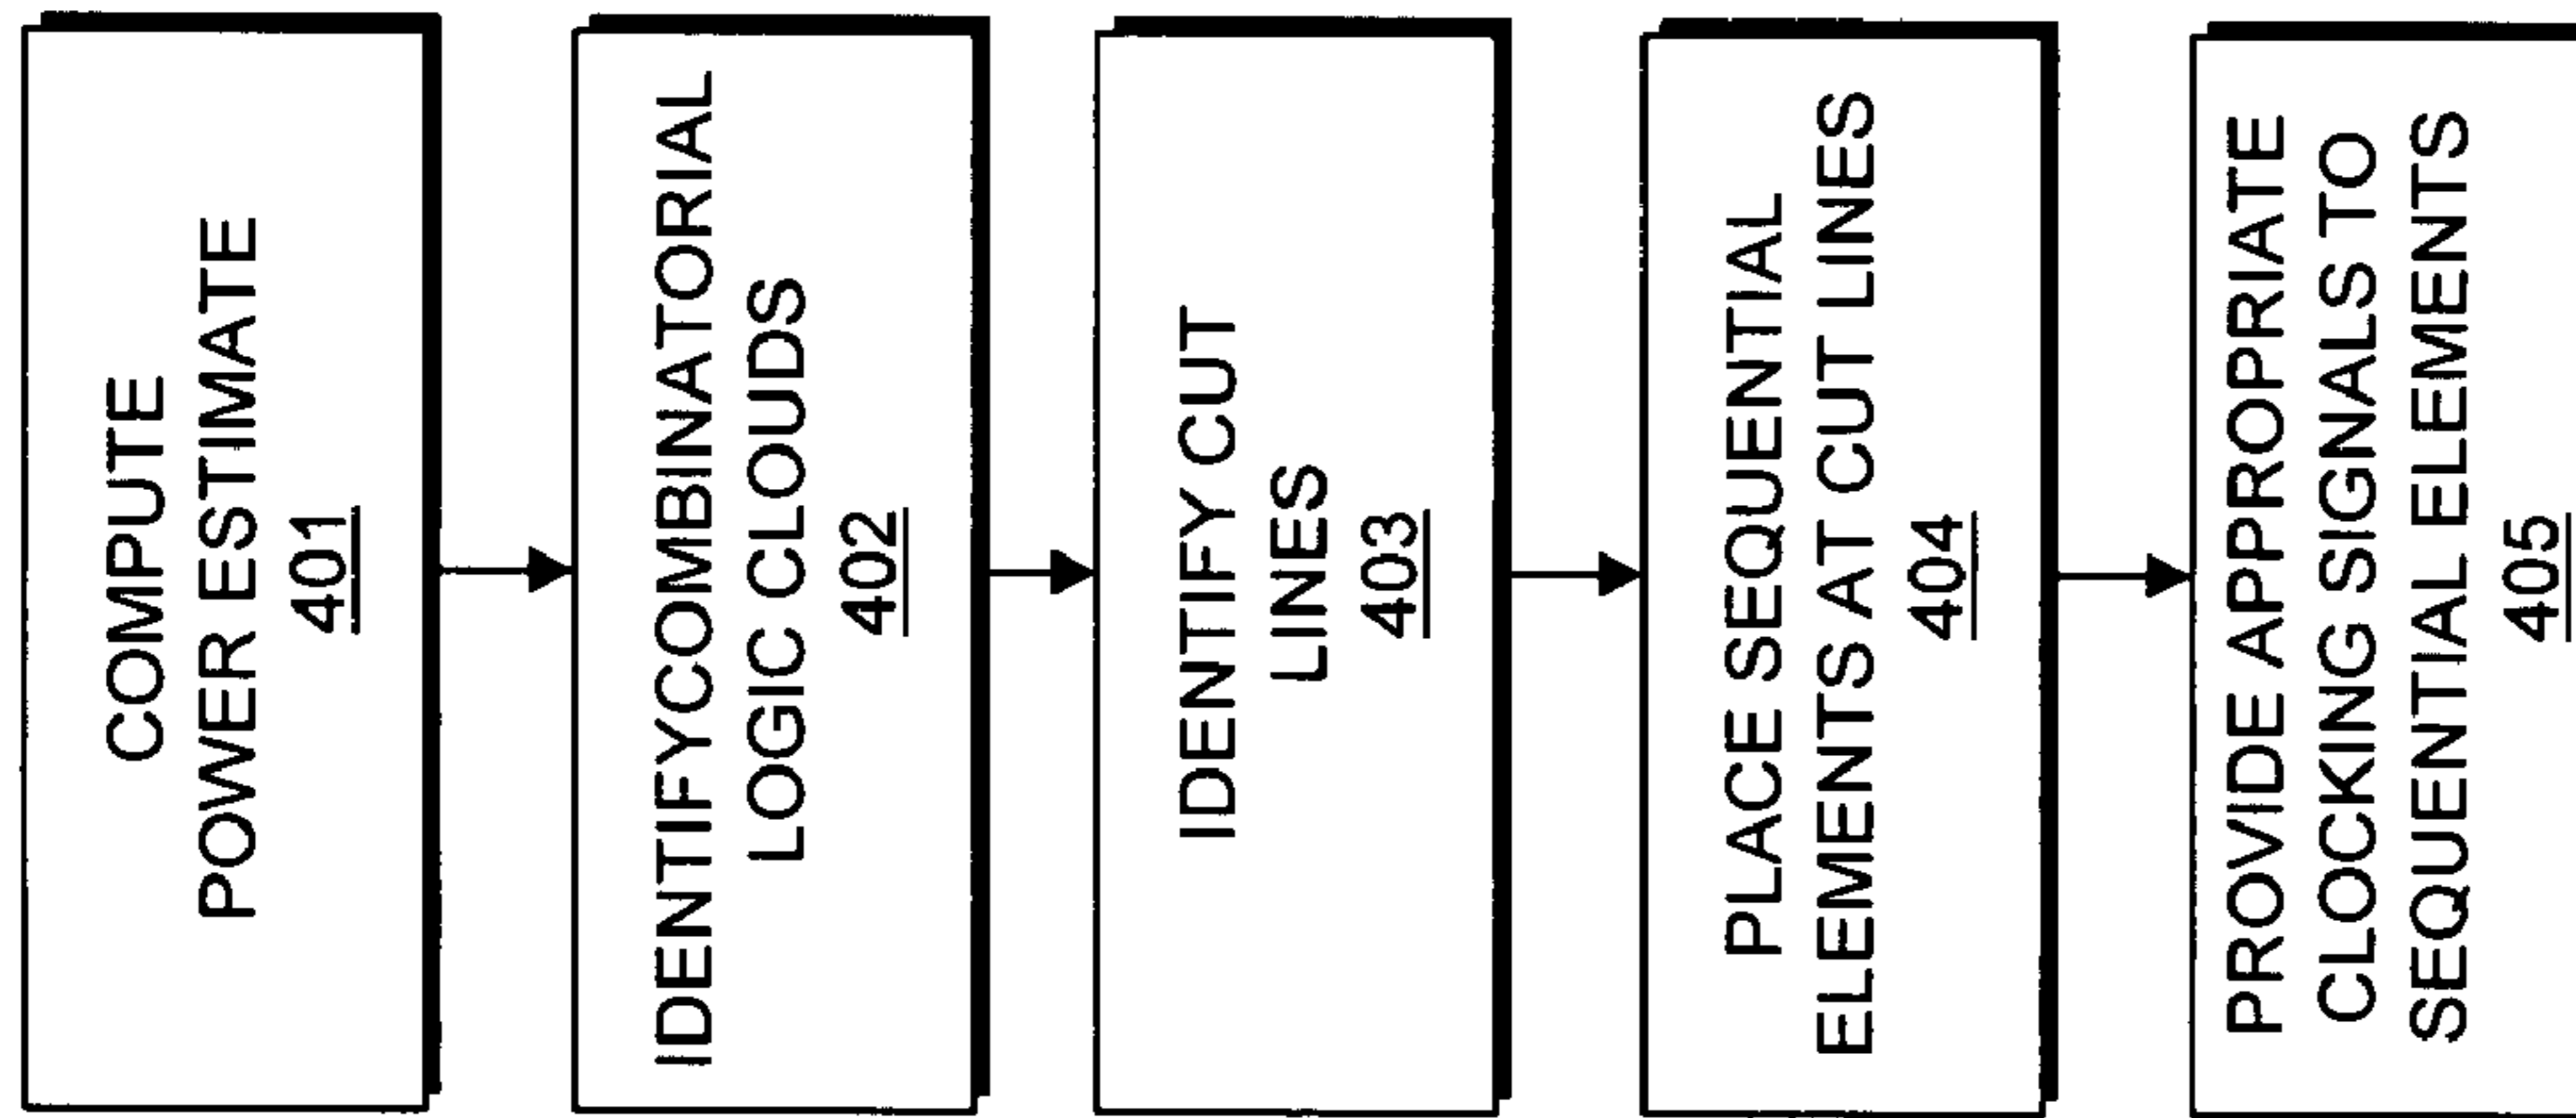 COMPUTE
POWER ESTIMATE
401
IDENTIFYCOMBINATORIAL
LOGIC CLOUDS
402
IDENTIFY CUT
LINES
403
PLACE SEQUENTIAL
ELEMENTS AT CUT LINES
404
PROVIDE APPROPRIATE
CLOCKING SIGNALS TO
SEQUENTIAL ELEMENTS
405